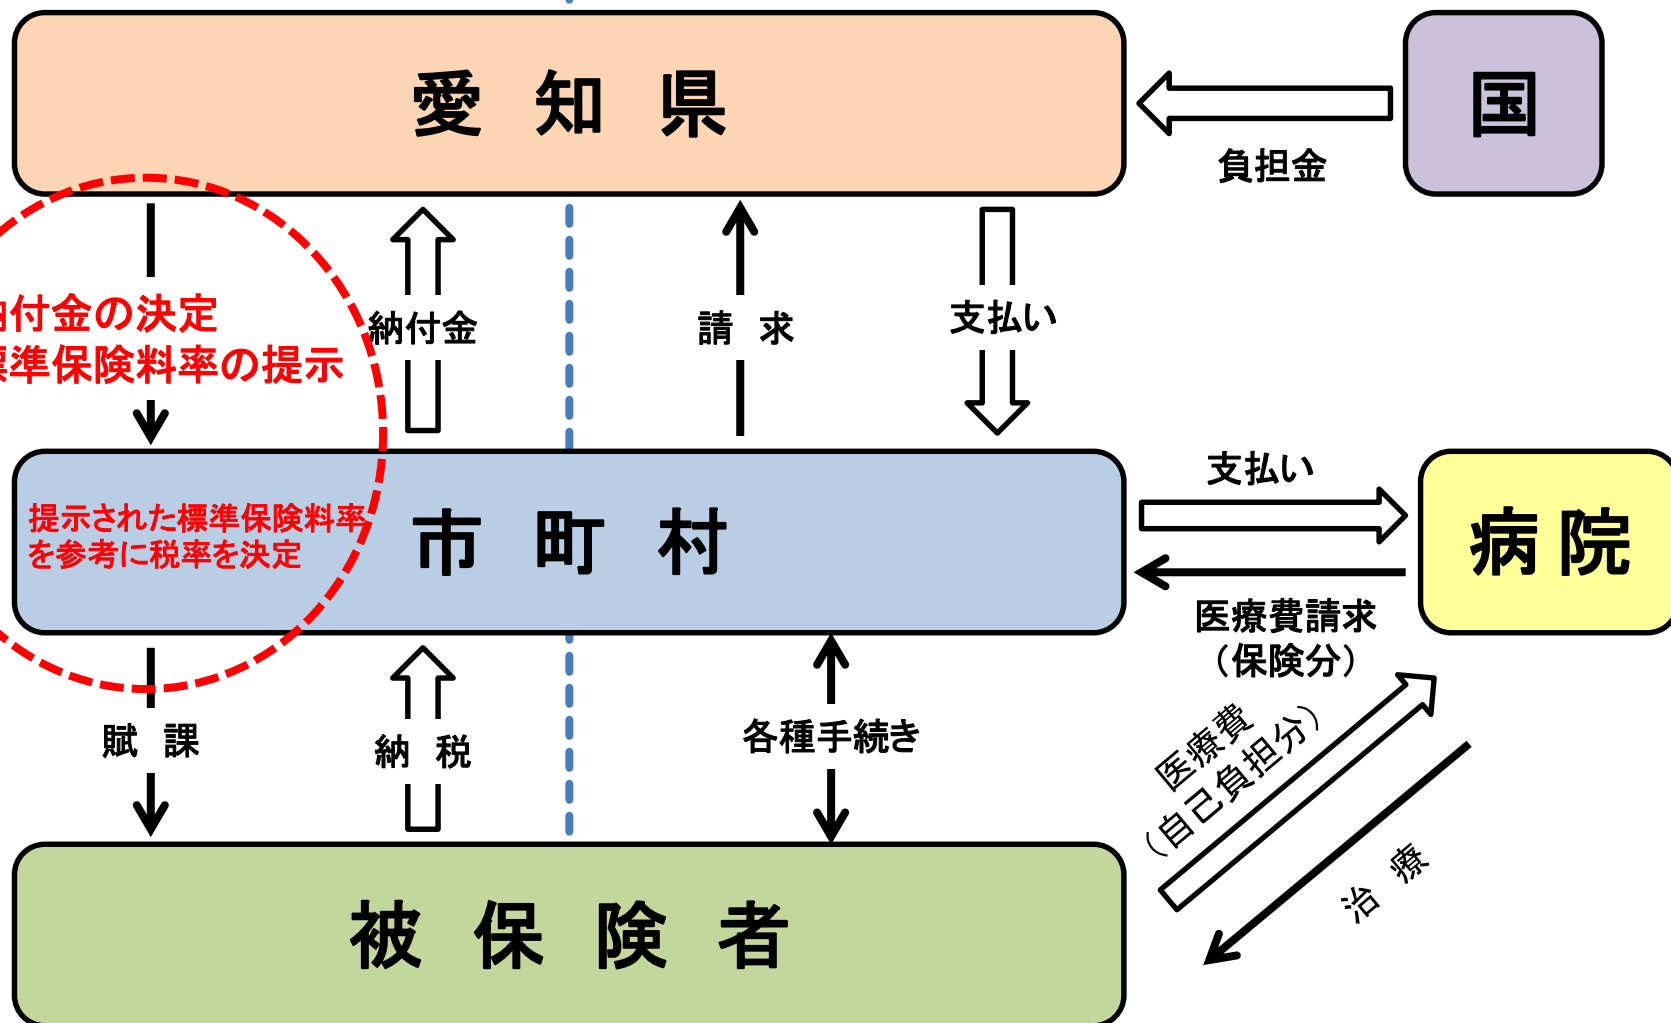 愛知県
国
負担金
付金の決定
準保険料率の提示
納付金
請求
支払い
提示された標準保険料率
を参考に税率を決定
市町村
支払い
病院
医療費請求
（保険分）
賦課
納税
各種手続き
医療費
（自己負担分）
治療
被保険者